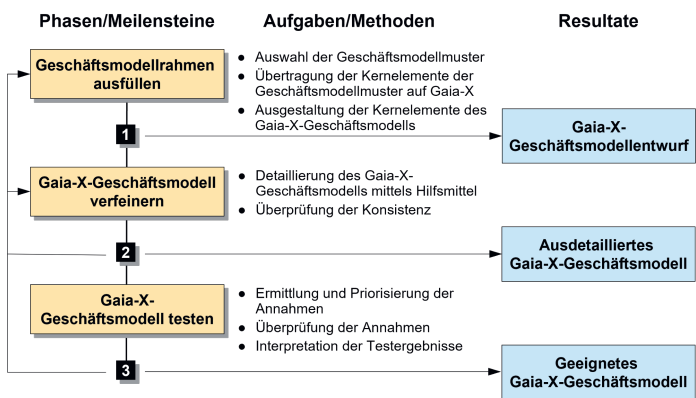 Phasen/Meilensteine
Aufgaben/Methoden
Resultate
Geschäftsmodellrahmen
ausfüllen
● Auswahl der Geschäftsmodellmuster
● Übertragung der Kernelemente der
Geschäftsmodellmuster auf Gaia-X
● Ausgestaltung der Kernelemente des
Gaia-X-Geschäftsmodells
1
Gaia-X-
Geschäftsmodellentwurf
Gaia-X-Geschäftsmodell
verfeinern
● Detaillierung des Gaia-X-
Geschäftsmodells mittels Hilfsmittel
● Überprüfung der Konsistenz
2
Ausdetailliertes
Gaia-X-Geschäftsmodell
Gaia-X-
Geschäftsmodell testen
● Ermittlung und Priorisierung der
Annahmen
● Überprüfung der Annahmen
● Interpretation der Testergebnisse
3
Geeignetes
Gaia-X-Geschäftsmodell